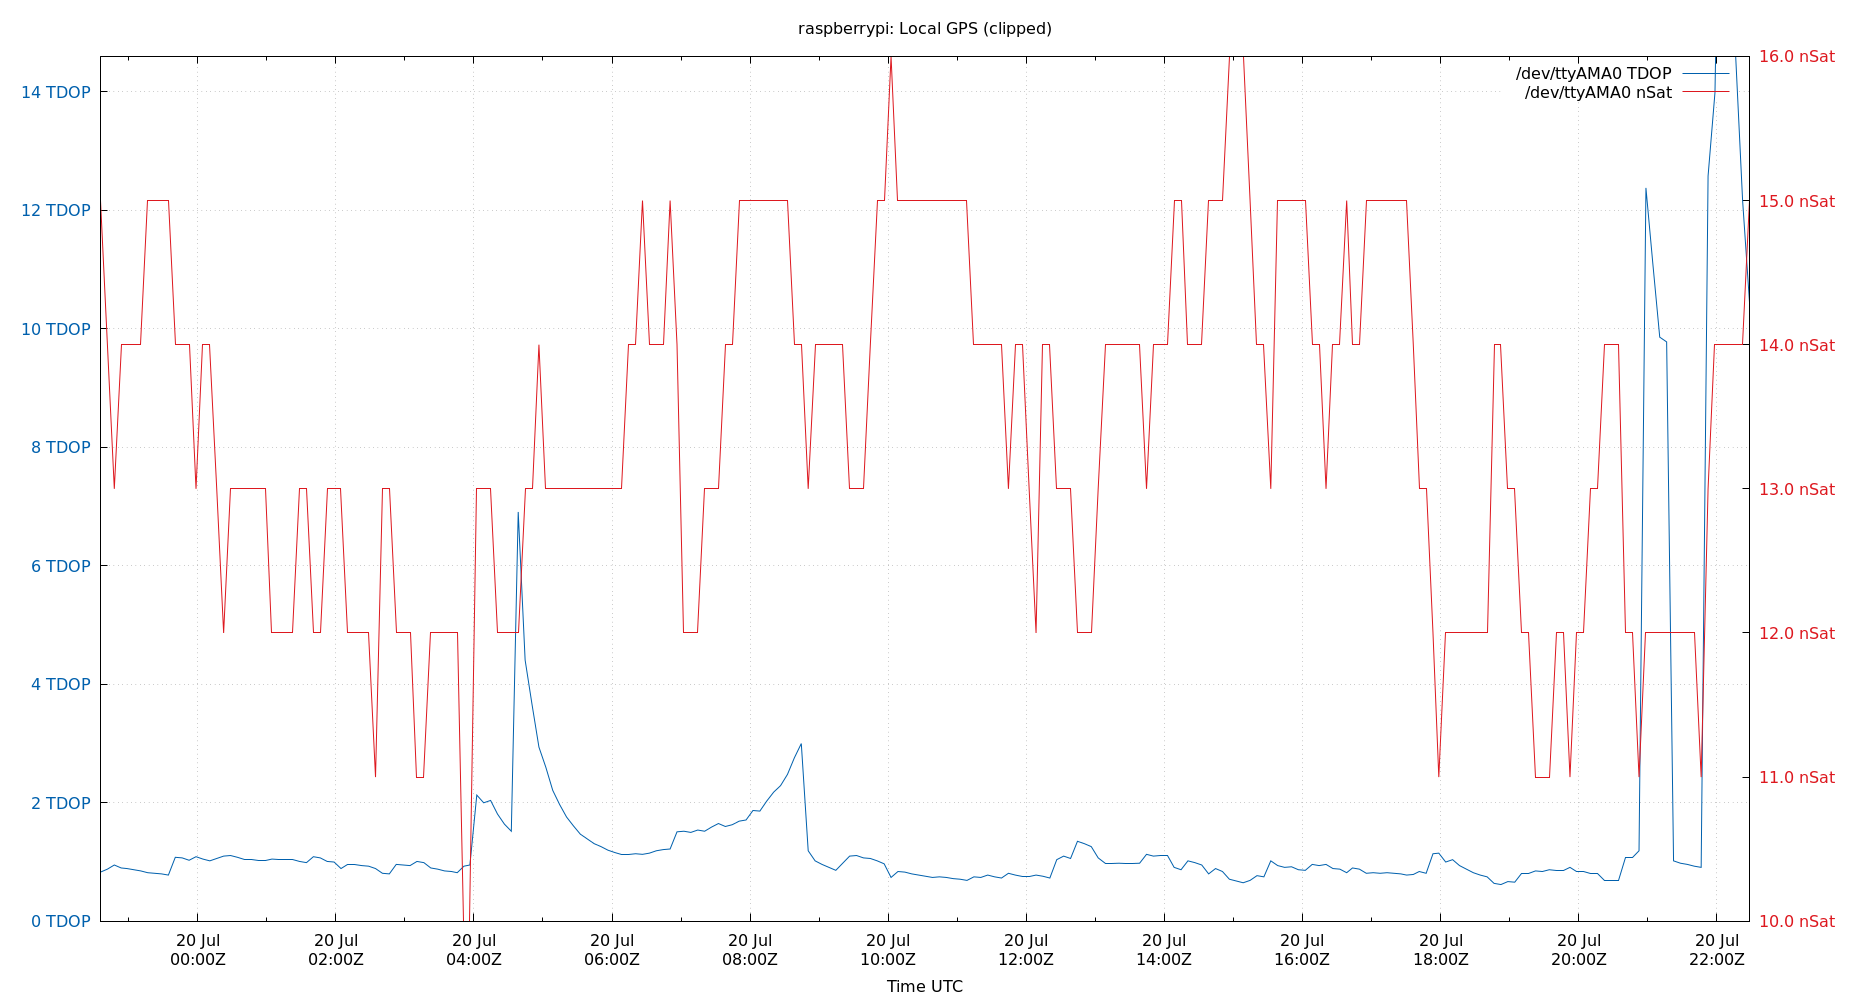 raspberrypi: Local GPS (clipped)
/dev/ttyAMA0 TDOP
/dev/ttyAMA0 nSat
14 TDOP
12 TDOP
10 TDOP
8 TDOP
6 TDOP
4 TDOP
2 TDOP
0 TDOP
16.0 nSat
15.0 nSat
14.0 nSat
13.0 nSat
12.0 nSat
11.0 nSat
10.0 nSat
20 Jul 20 Jul 20 Jul 20 Jul 20 Jul 20 Jul 20 Jul 20 Jul 20 Jul 20 Jul 20 Jul 20 Jul
00:00Z 02:00Z 04:00Z 06:00Z 08:00Z 10:00Z 12:00Z 14:00Z 16:00Z 18:00Z 20:00Z 22:00Z
Time UTC